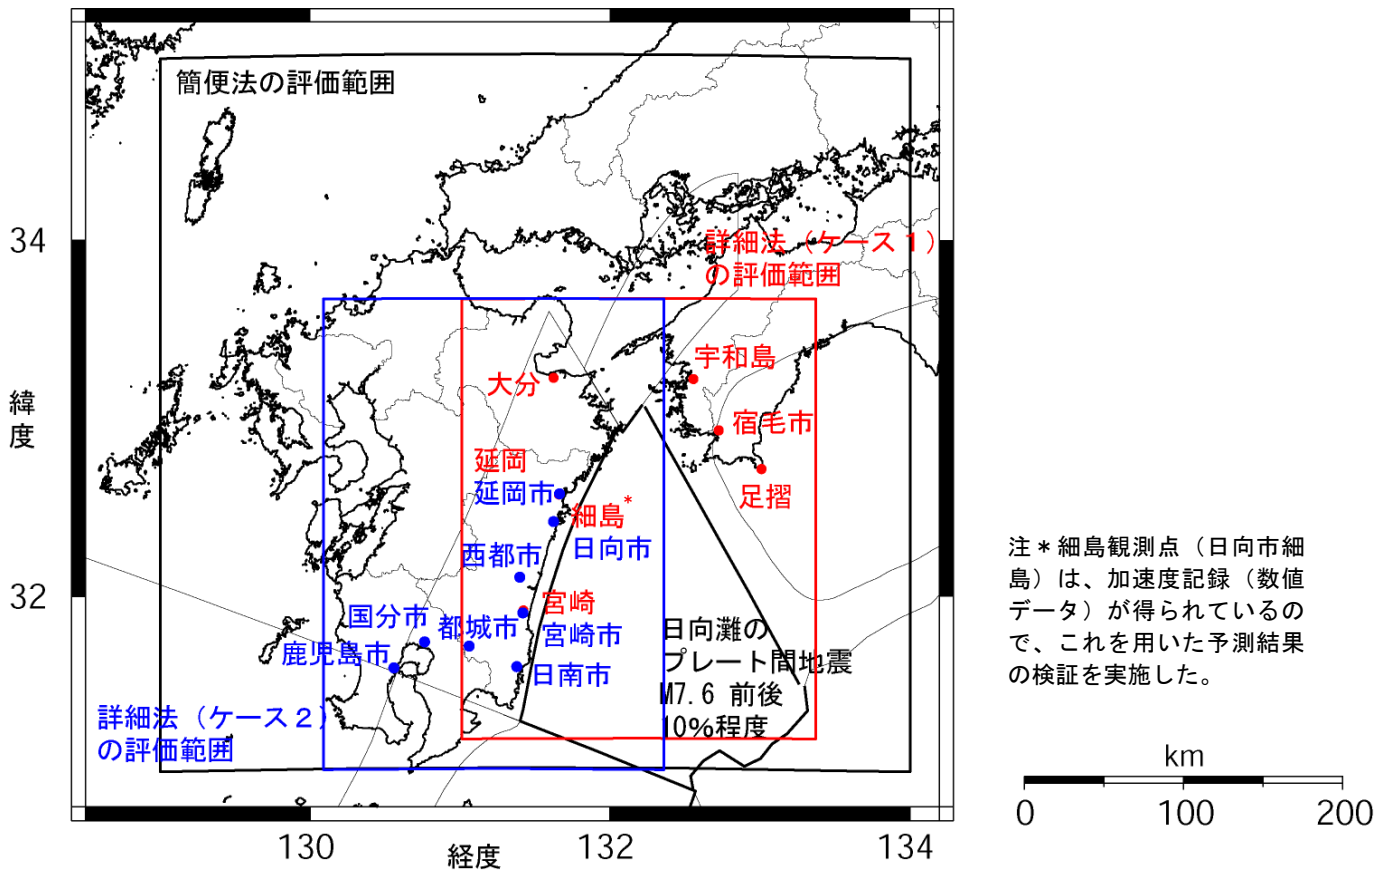 簡便法の評価範囲
34
詳細法（ケース１）
の評価範囲
宇和島
大分
緯
度
宿毛市
延岡
延岡市
足摺
細島*
日向市
西都市
32
宮崎
国分市
都城市
宮崎市
日向灘の
鹿児島市
プレート間地震
日南市
M7.6 前後
10%程度
詳細法（ケース２）
の評価範囲
注＊細島観測点（日向市細
島）は、加速度記録（数値
データ）が得られているの
で、これを用いた予測結果
の検証を実施した。
km
0 100 200
130 132 134
経度